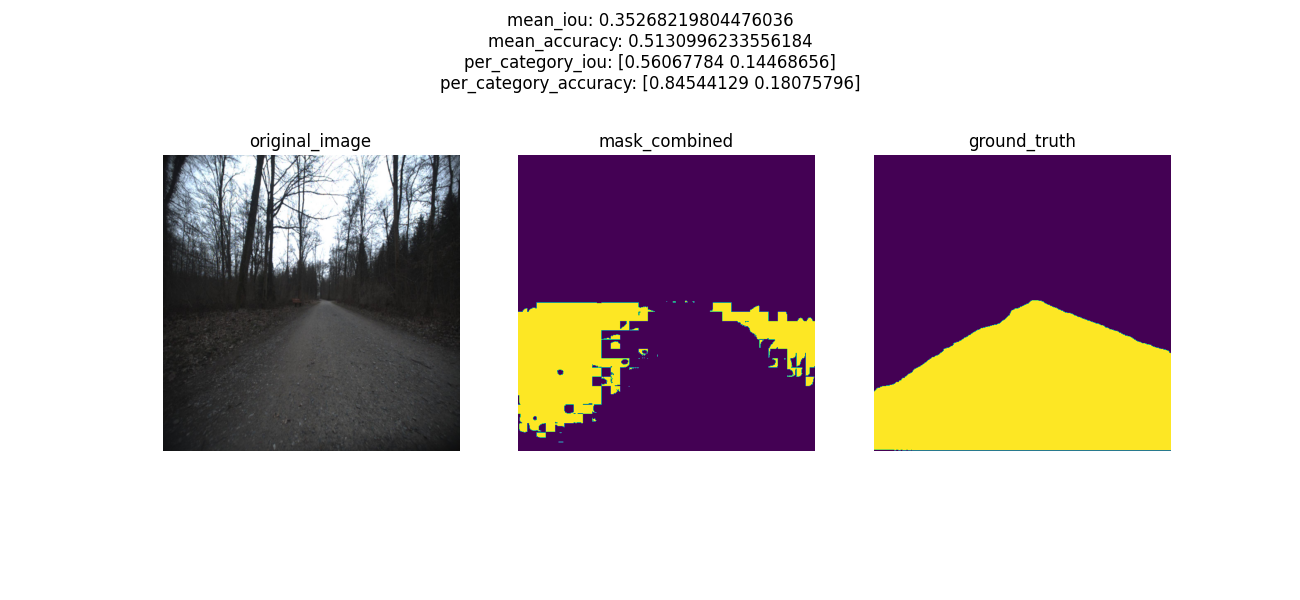 mean_iou: 0.35268219804476036
mean_accuracy: 0.5130996233556184
per_category_iou: [0.56067784 0.14468656]
per_category_accuracy: [0.84544129 0.18075796]
original_image
mask_combined
ground_truth